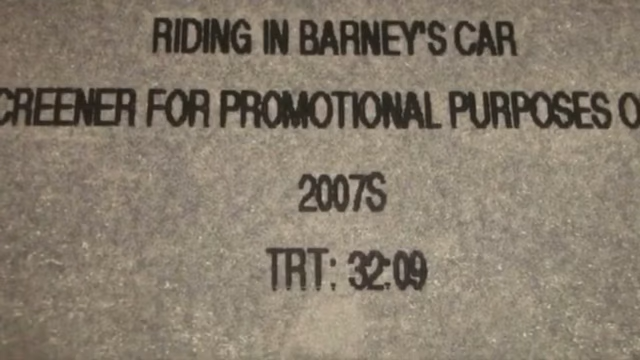 RIDING IN BARNEY'S CAR
CREENER FOR PROMOTIONAL PURPOSES O
2007S
TRT: 32:09